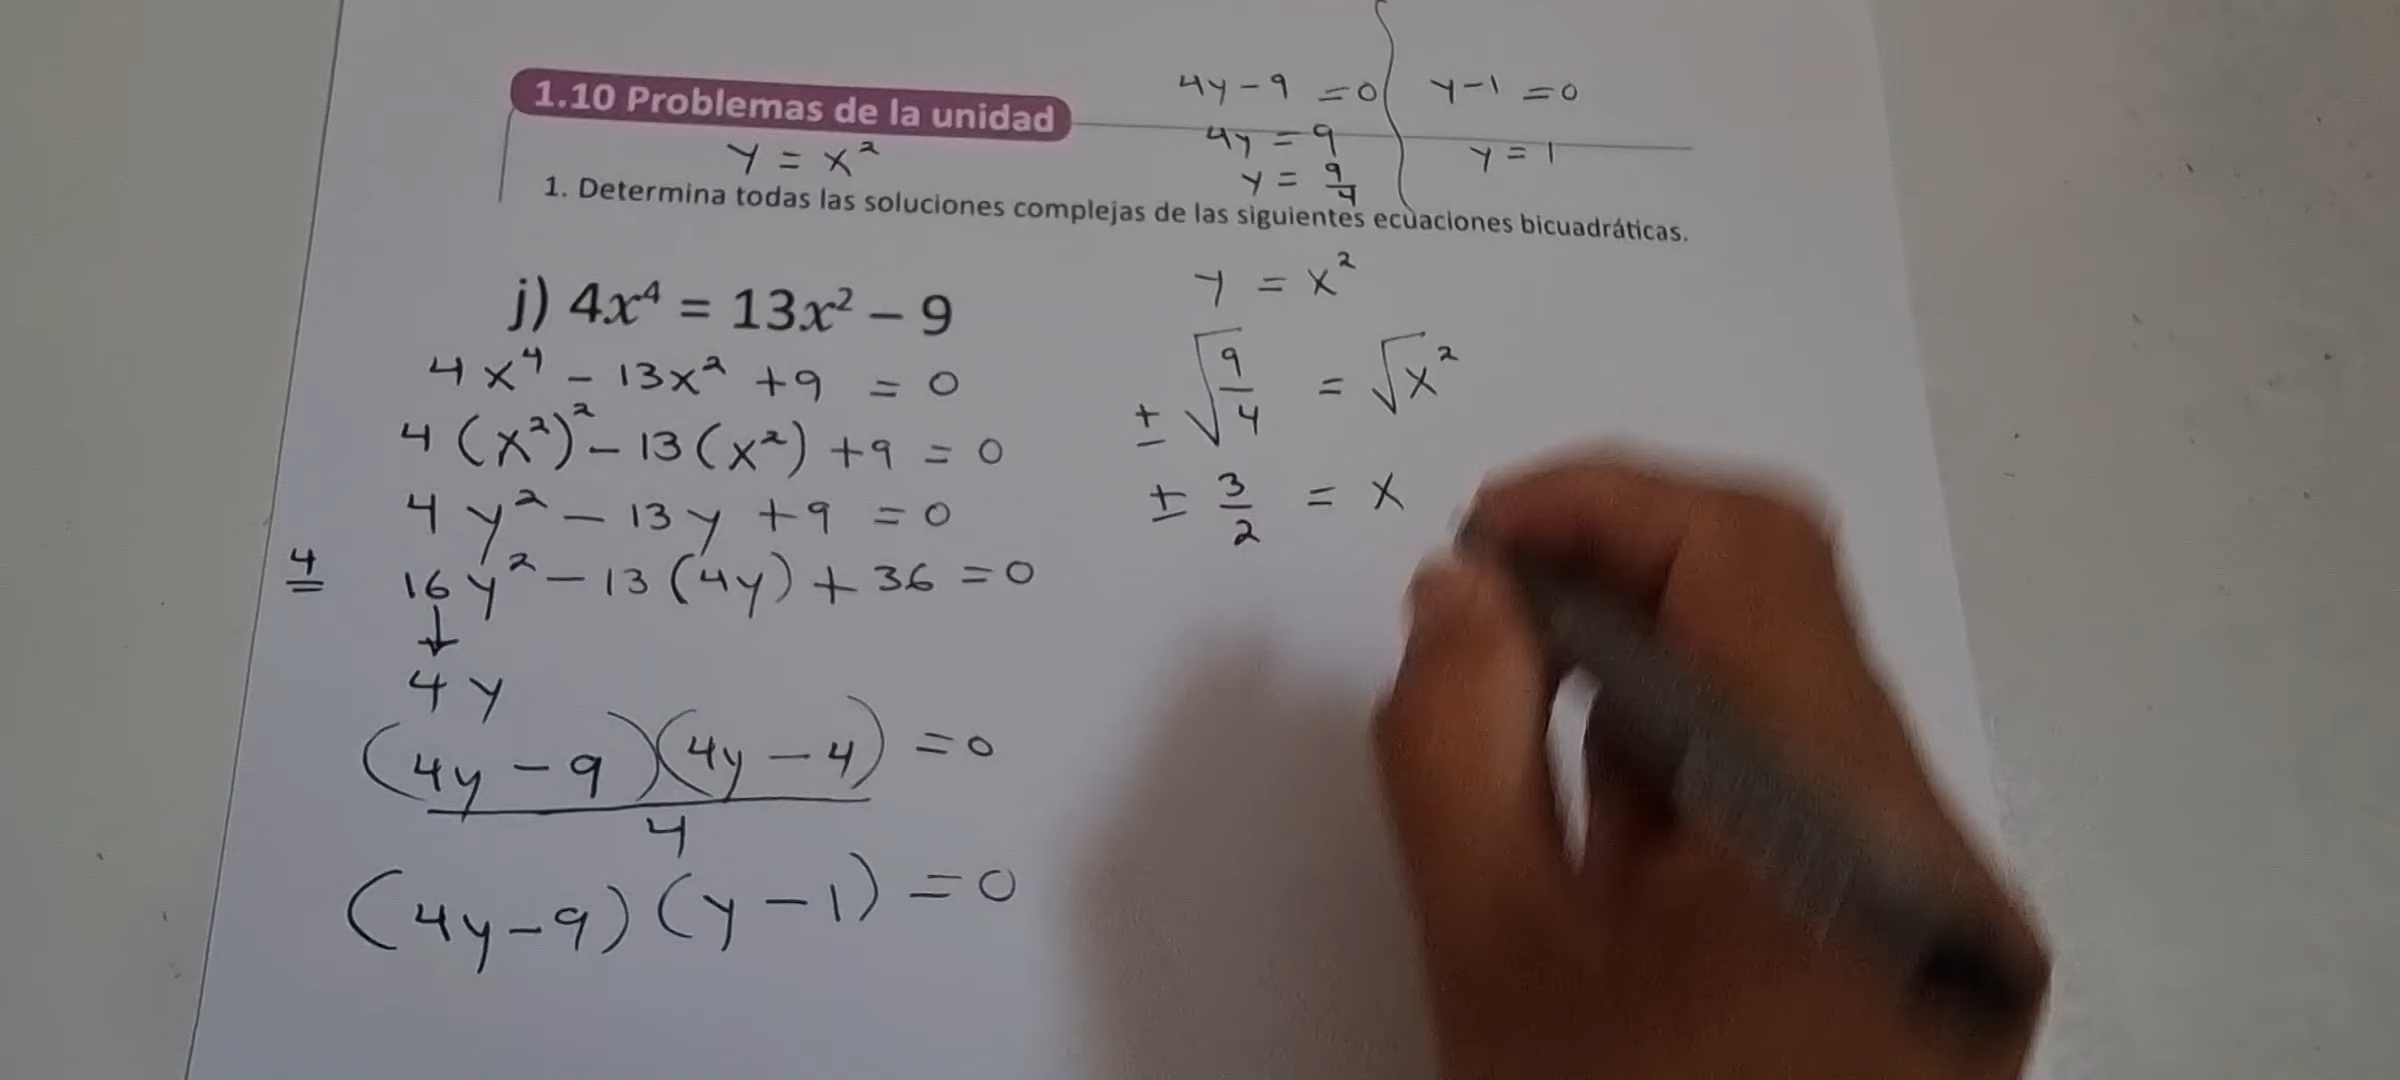 1.10 Problemas de la unidad
y = x²
1. Determina todas las soluciones complejas de las siguientes ecuaciones bicuadráticas.
j) 4x⁴ = 13x² – 9
4x⁴ – 13x² + 9 = 0
4(x²)² – 13(x²) + 9 = 0
4y² – 13y + 9 = 0
4
16y² – 13(4y) + 36 = 0
↓
4y
(4y – 9)(4y – 4) = 0
4
(4y – 9)(y – 1) = 0
4y – 9 = 0
4y = 9
y = 9/4
y – 1 = 0
y = 1
y = x²
± √(9/4) = √x²
± 3/2 = x